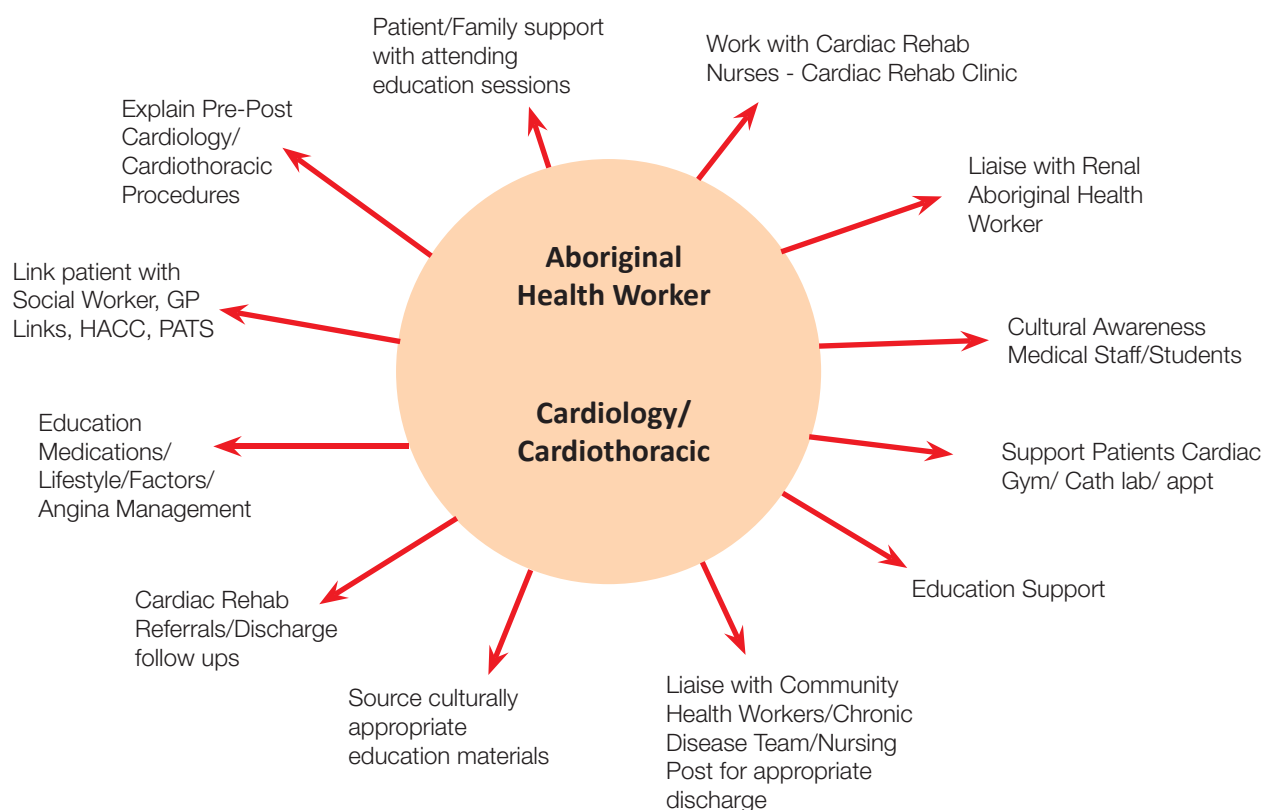 Patient/Family support
with attending
education sessions
Work with Cardiac Rehab
Nurses - Cardiac Rehab Clinic
Explain Pre-Post
Cardiology/
Cardiothoracic
Procedures
Liaise with Renal
Aboriginal Health
Worker
Aboriginal
Health Worker
Link patient with
Social Worker, GP
Links, HACC, PATS
Cultural Awareness
Medical Staff/Students
Cardiology/
Cardiothoracic
Education
Medications/
Lifestyle/Factors/
Angina Management
Support Patients Cardiac
Gym/ Cath lab/ appt
Education Support
Cardiac Rehab
Referrals/Discharge
follow ups
Source culturally
appropriate
education materials
Liaise with Community
Health Workers/Chronic
Disease Team/Nursing
Post for appropriate
discharge